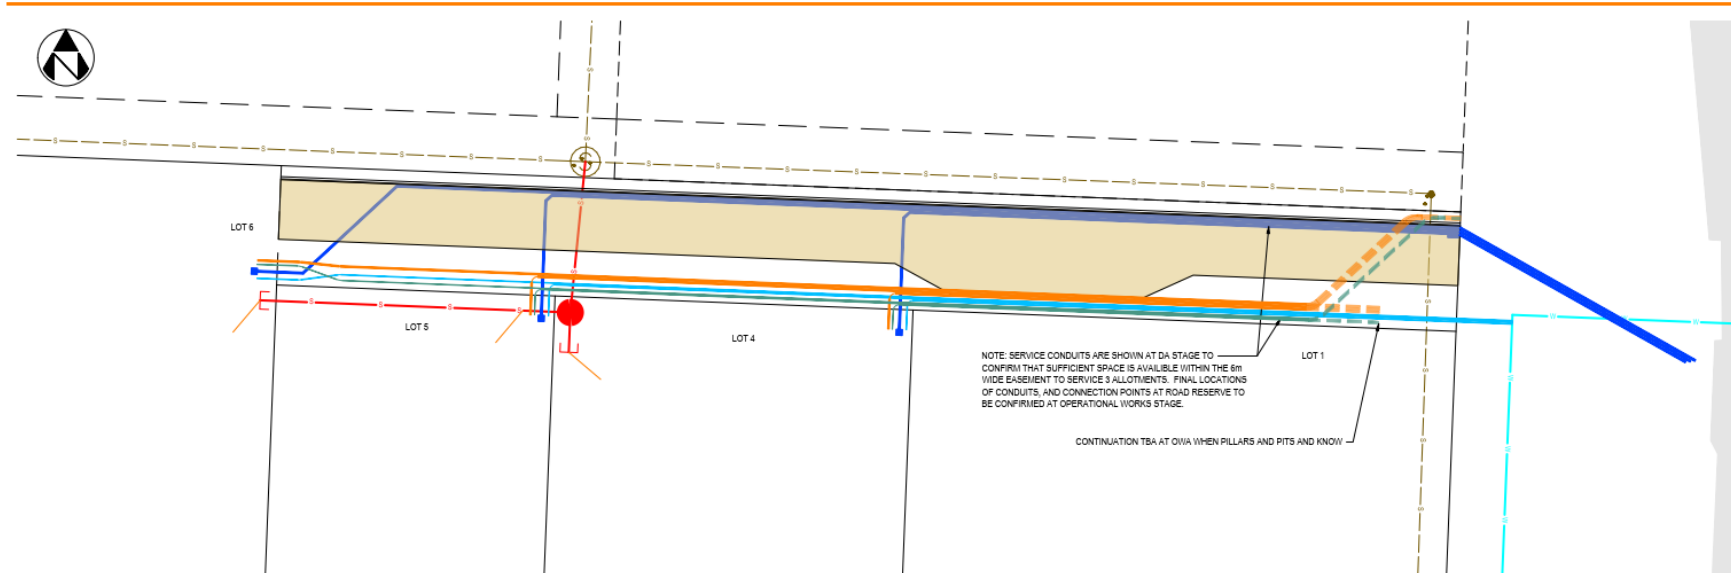 N
S
S S S S S S S S
S
S S S S S S S S S S S
S
LOT 6
S
S S S S
W W
LOT 5
LOT 4
LOT 1
NOTE: SERVICE CONDUITS ARE SHOWN AT DA STAGE TO
CONFIRM THAT SUFFICIENT SPACE IS AVAILIBLE WITHIN THE 6m
WIDE EASEMENT TO SERVICE 3 ALLOTMENTS. FINAL LOCATIONS
OF CONDUITS, AND CONNECTION POINTS AT ROAD RESERVE TO
BE CONFIRMED AT OPERATIONAL WORKS STAGE.
CONTINUATION TBA AT OWA WHEN PILLARS AND PITS AND KNOW
S
W
S
W
S
W
S